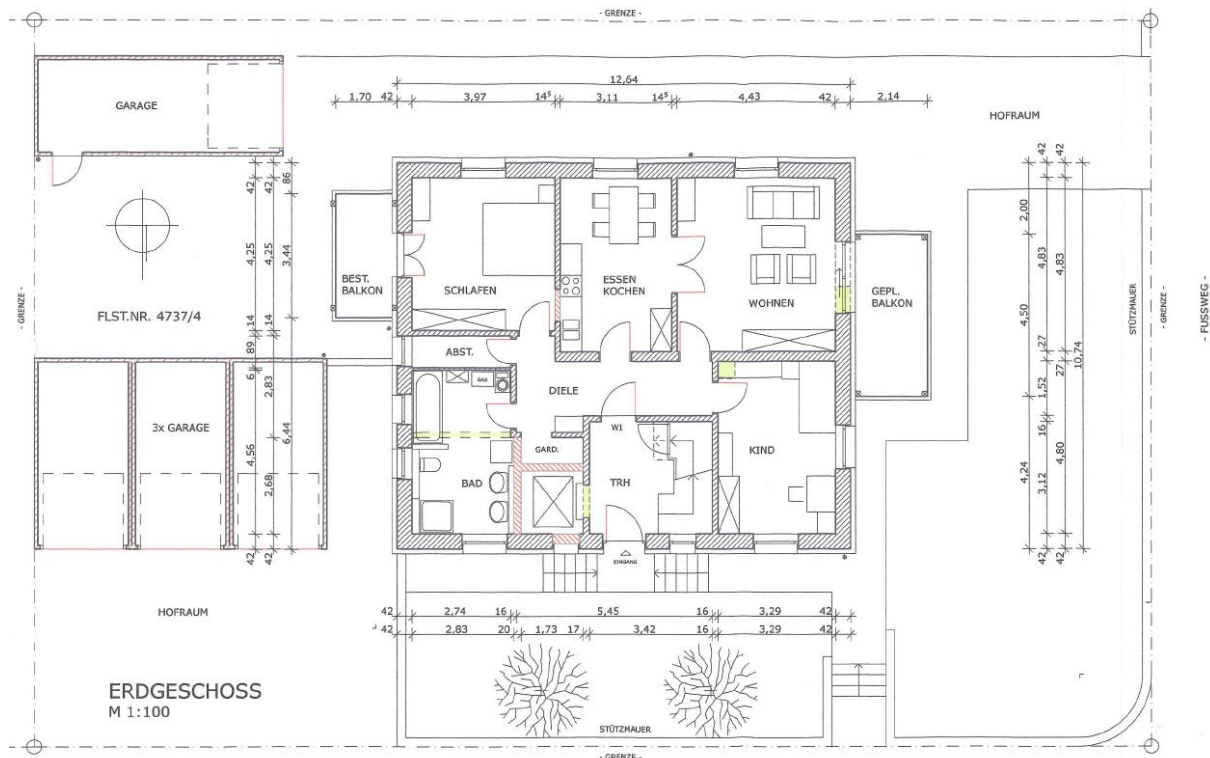 - GRENZE -
12,64
1,70 42 3,97 14⁵ 3,11 14⁵ 4,43 42 2,14
GARAGE
HOFRAUM
42 42 86
42 42
4,25 4,25 3,44
14 14
89
6 2,83
4,56 2,68 6,44
42 42
42 42
2,00 4,83 4,83
4,50
27 27
1,52
16
4,24 3,12 4,80
10,74
42 42
BEST.
BALKON
SCHLAFEN
ESSEN
KOCHEN
WOHNEN
GEPL.
BALKON
- GRENZE -
STÜTZMAUER
- GRENZE -
- FUSSWEG -
FLST.NR. 4737/4
ABST.
DIELE
3x GARAGE
W1
GARD.
KIND
BAD
TRH
EINGANG
HOFRAUM
42 2,74 16 5,45 16 3,29 42
42 2,83 20 1,73 17 3,42 16 3,29 42
ERDGESCHOSS
M 1:100
STÜTZMAUER
- GRENZE -